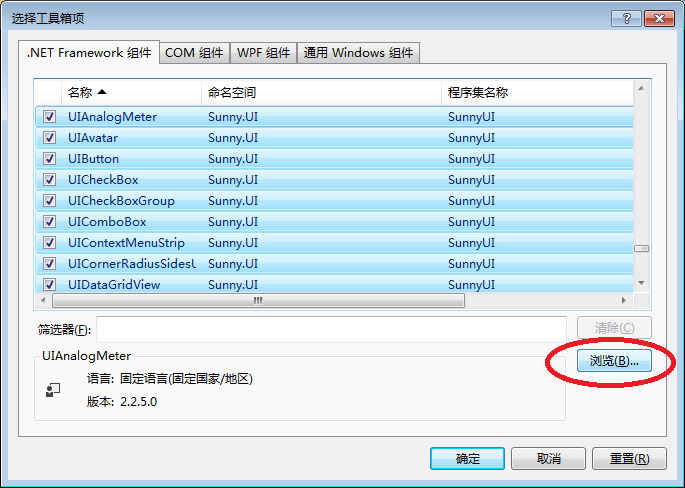 选择工具箱项
.NET Framework 组件 COM 组件 WPF 组件 通用 Windows 组件
名称 命名空间 程序集名称
UIAnalogMeter Sunny.UI SunnyUI
UIAvatar Sunny.UI SunnyUI
UIButton Sunny.UI SunnyUI
UICheckBox Sunny.UI SunnyUI
UICheckBoxGroup Sunny.UI SunnyUI
UIComboBox Sunny.UI SunnyUI
UIContextMenuStrip Sunny.UI SunnyUI
UICornerRadiusSidesU Sunny.UI SunnyUI
UIDataGridView Sunny.UI SunnyUI
筛选器(F): 清除(C)
UIAnalogMeter 浏览(B)...
语言: 固定语言(固定国家/地区)
版本: 2.2.5.0
确定 取消 重置(R)